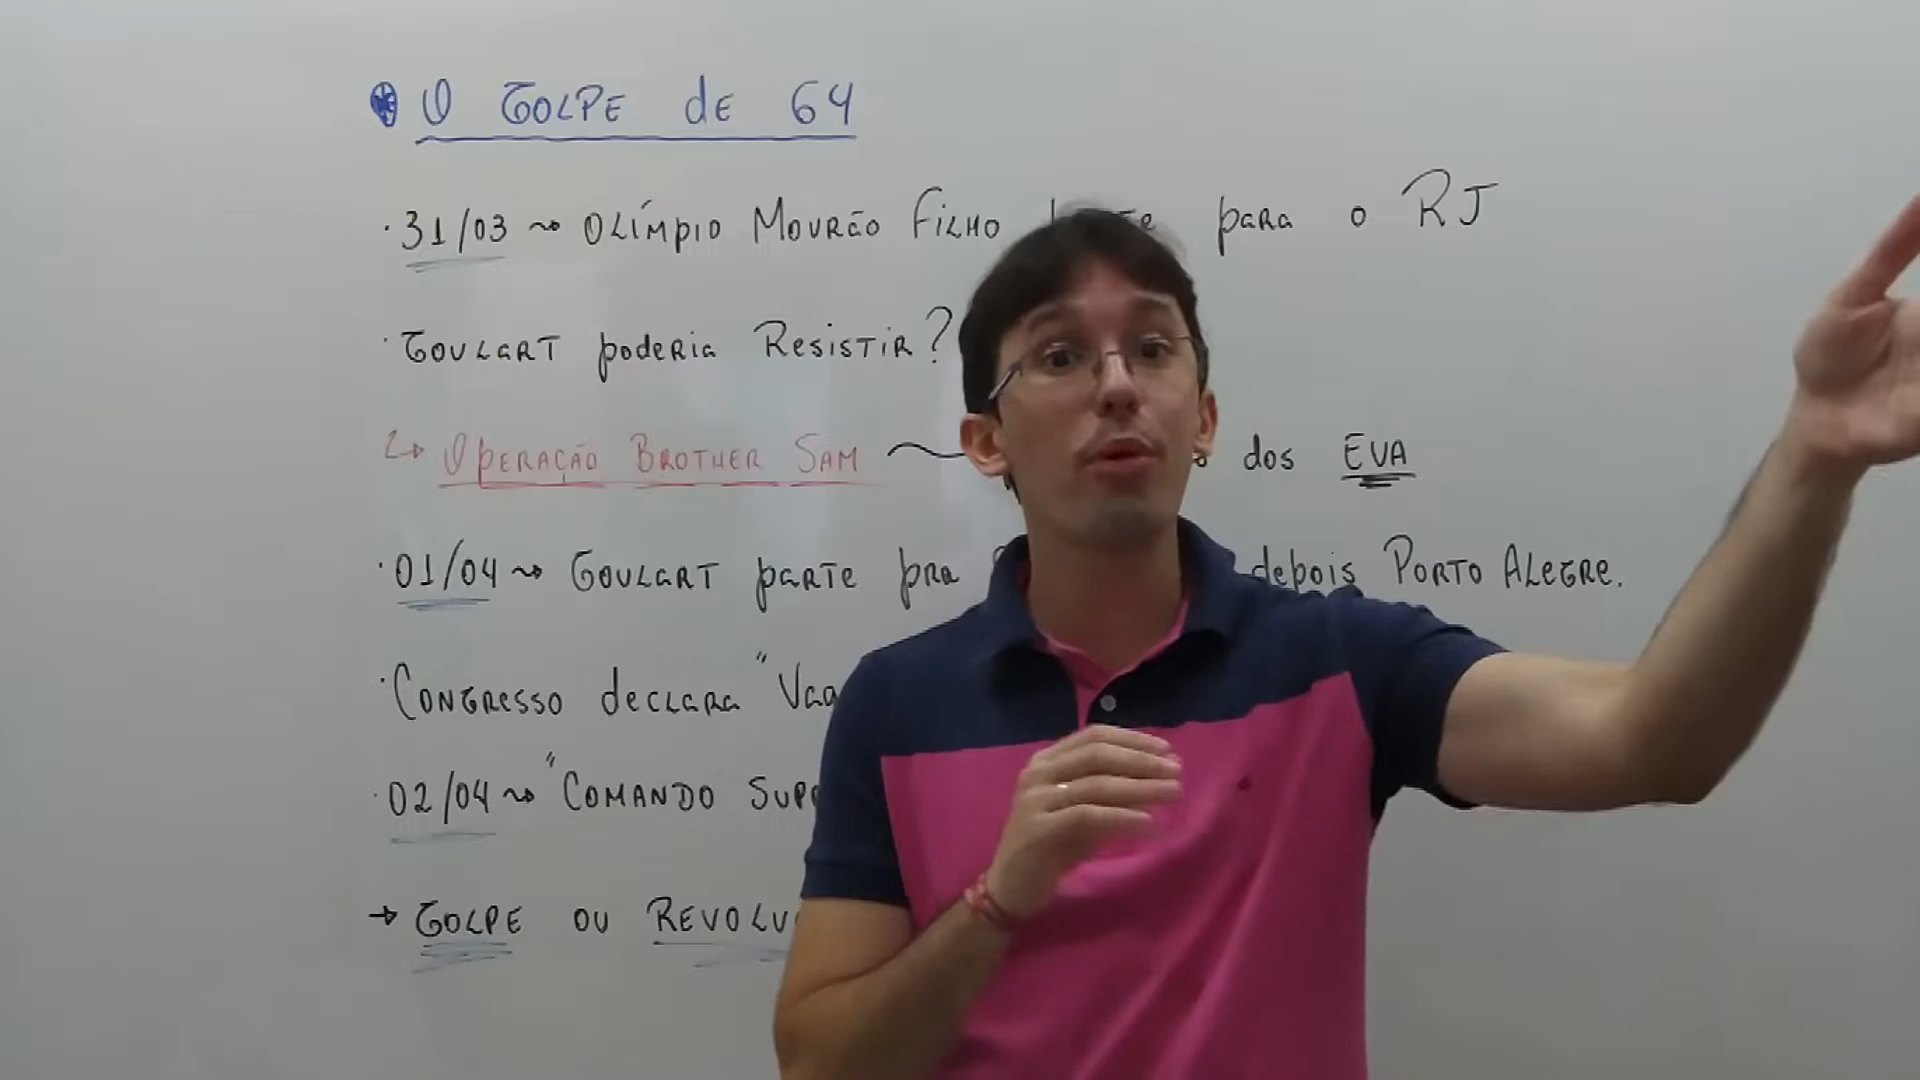 O GOLPE de 64
· 31/03 ~> OLÍMPIO MOURÃO FILHO para o RJ
· GOULART poderia RESISTIR?
↳ OPERAÇÃO BROTHER SAM dos EUA
· 01/04 ~> GOULART parte pra depois PORTO ALEGRE.
· CONGRESSO declara "
· 02/04 ~> "COMANDO
→ GOLPE ou